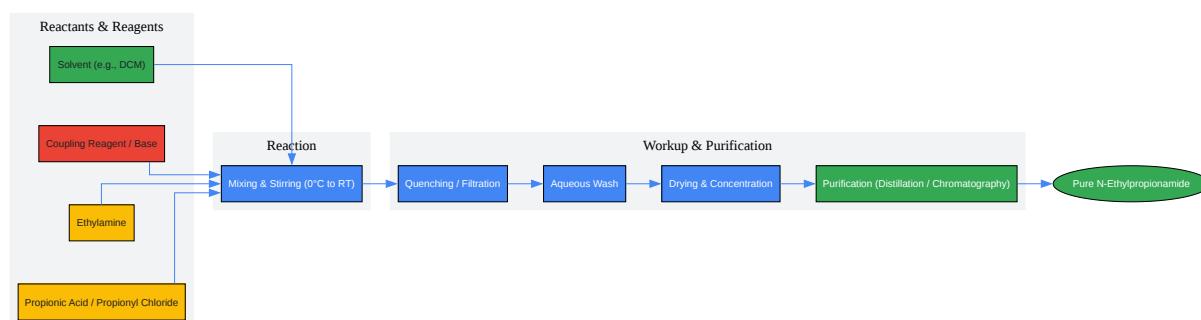 Reactants & Reagents
Solvent (e.g., DCM)
Coupling Reagent / Base
Ethylamine
Propionic Acid / Propionyl Chloride
Reaction
Mixing & Stirring (0°C to RT)
Workup & Purification
Quenching / Filtration
Aqueous Wash
Drying & Concentration
Purification (Distillation / Chromatography)
Pure N-Ethylpropionamide